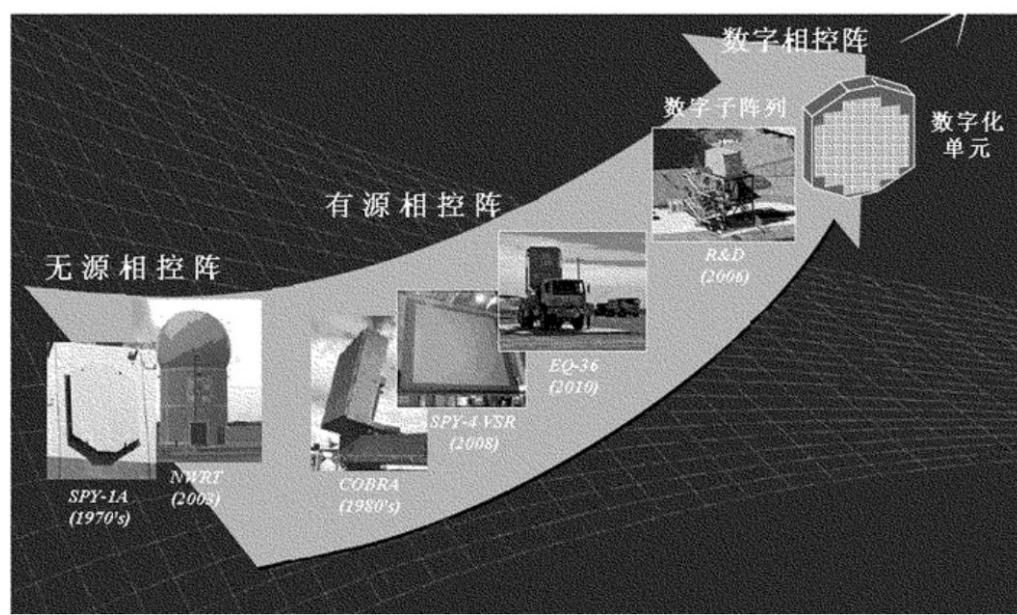 数字相控阵
数字子阵列
数字化
单元
有源相控阵
R&D
(2006)
无源相控阵
EQ-36
(2010)
SPY-4 VSR
(2008)
NWRT
(2003)
COBRA
(1980's)
SPY-1A
(1970's)